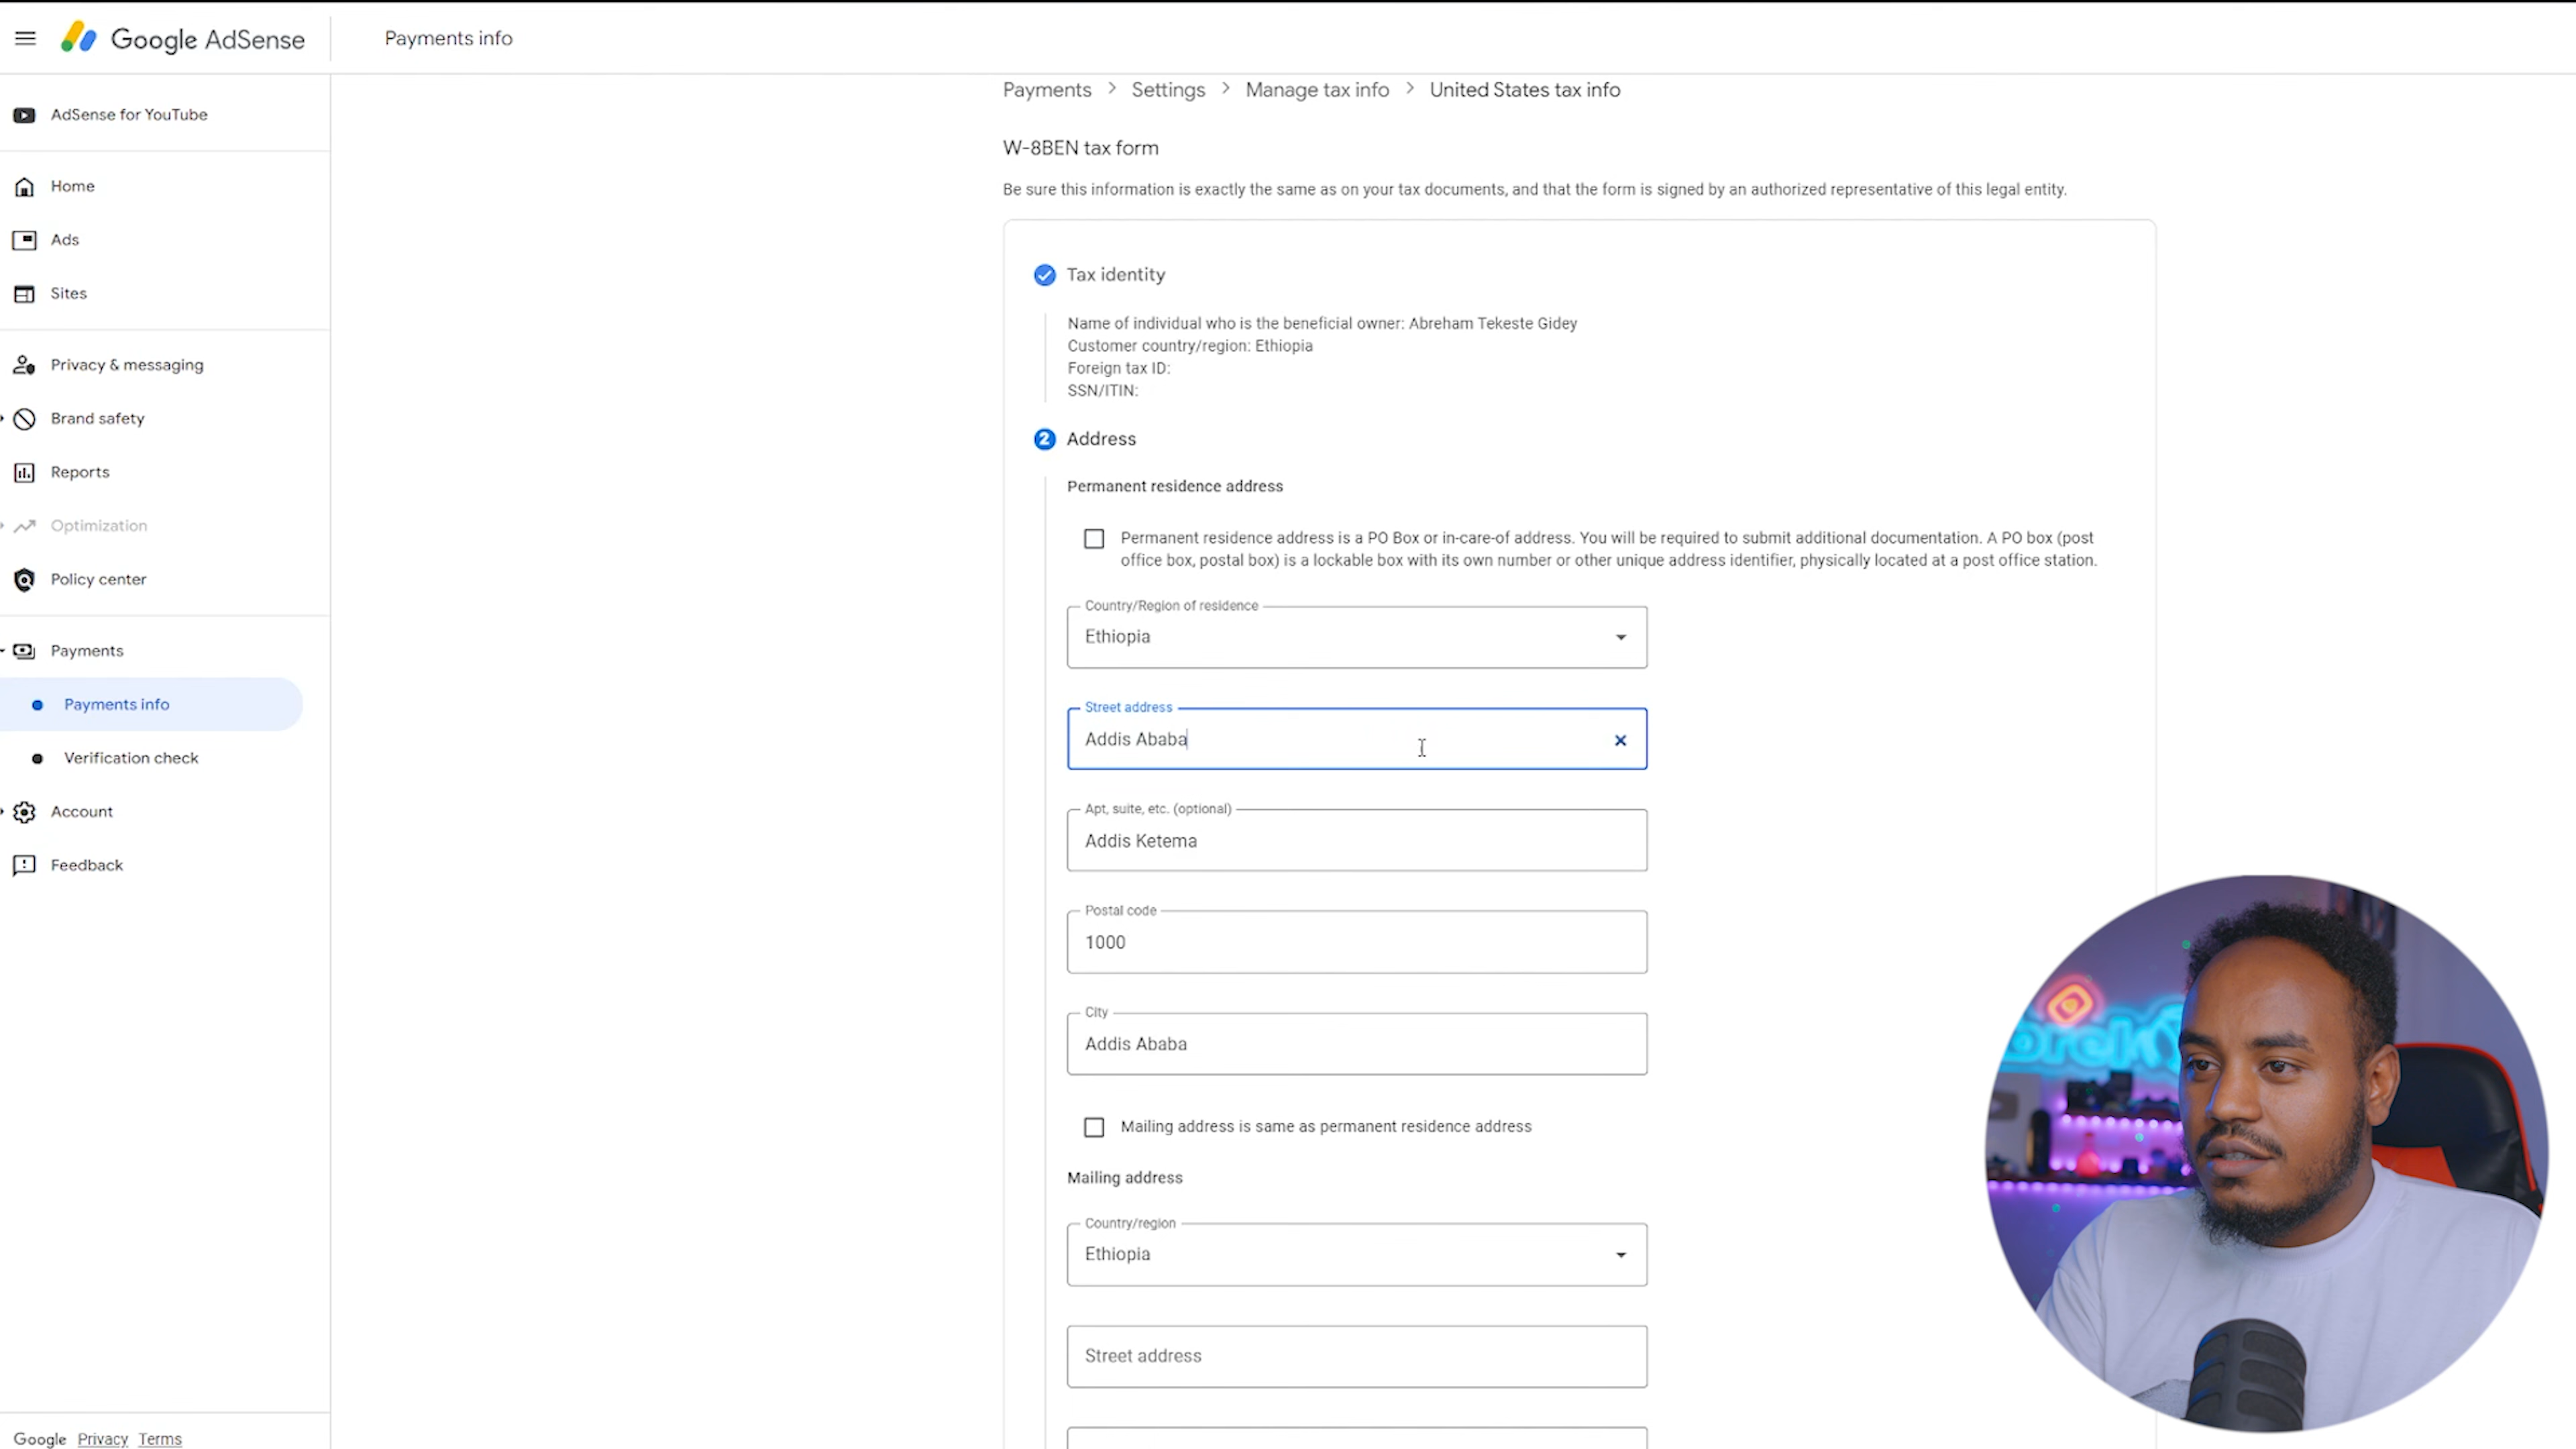 Google AdSense
Payments info
AdSense for YouTube
Home
Ads
Sites
Privacy & messaging
Brand safety
Reports
Optimization
Policy center
Payments
Payments info
Verification check
Account
Feedback
Google Privacy Terms
Payments > Settings > Manage tax info > United States tax info
W-8BEN tax form
Be sure this information is exactly the same as on your tax documents, and that the form is signed by an authorized representative of this legal entity.
Tax identity
Name of individual who is the beneficial owner: Abreham Tekeste Gidey
Customer country/region: Ethiopia
Foreign tax ID:
SSN/ITIN:
2 Address
Permanent residence address
Permanent residence address is a PO Box or in-care-of address. You will be required to submit additional documentation. A PO box (post
office box, postal box) is a lockable box with its own number or other unique address identifier, physically located at a post office station.
Country/Region of residence
Ethiopia
Street address
Addis Ababa
Apt, suite, etc. (optional)
Addis Ketema
Postal code
1000
City
Addis Ababa
Mailing address is same as permanent residence address
Mailing address
Country/region
Ethiopia
Street address